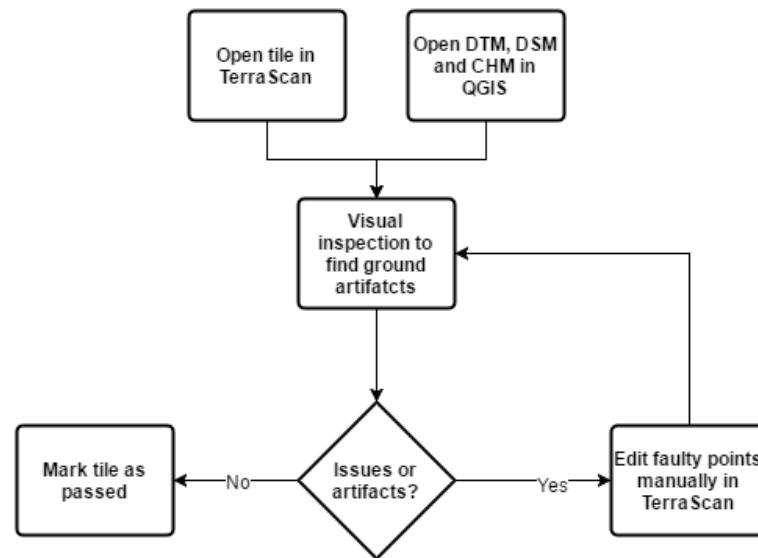 Open tile in
TerraScan
Open DTM, DSM
and CHM in
QGIS
Visual
inspection to
find ground
artifatcts
Issues or
artifacts?
No
Yes
Mark tile as
passed
Edit faulty points
manually in
TerraScan